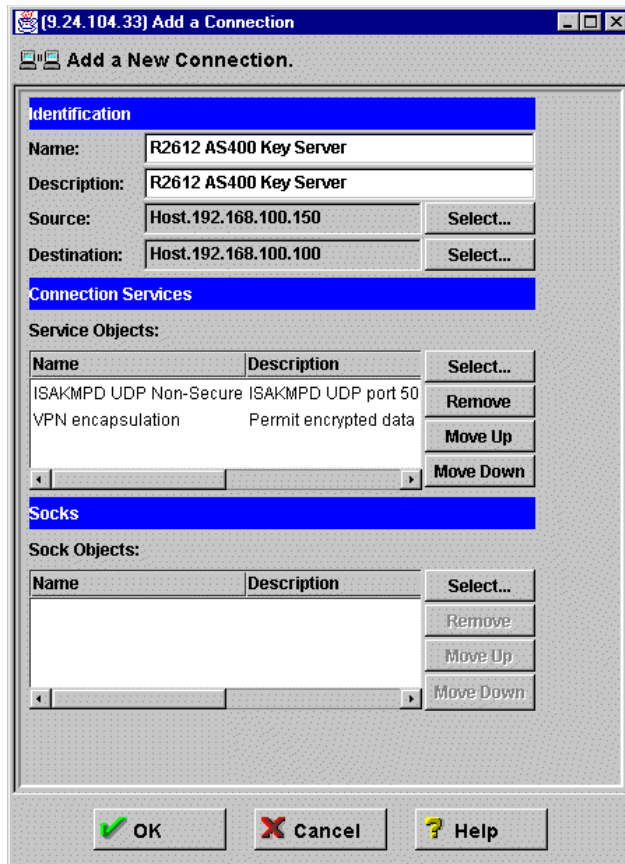 (9.24.104.33) Add a Connection
Add a New Connection.
Identification
Name: R2612 AS400 Key Server
Description: R2612 AS400 Key Server
Source: Host.192.168.100.150 Select...
Destination: Host.192.168.100.100 Select...
Connection Services
Service Objects:
Name Description Select...
ISAKMPD UDP Non-Secure ISAKMPD UDP port 50 Remove
VPN encapsulation Permit encrypted data Move Up
Move Down
Socks
Sock Objects:
Name Description Select...
Remove
Move Up
Move Down
OK Cancel Help